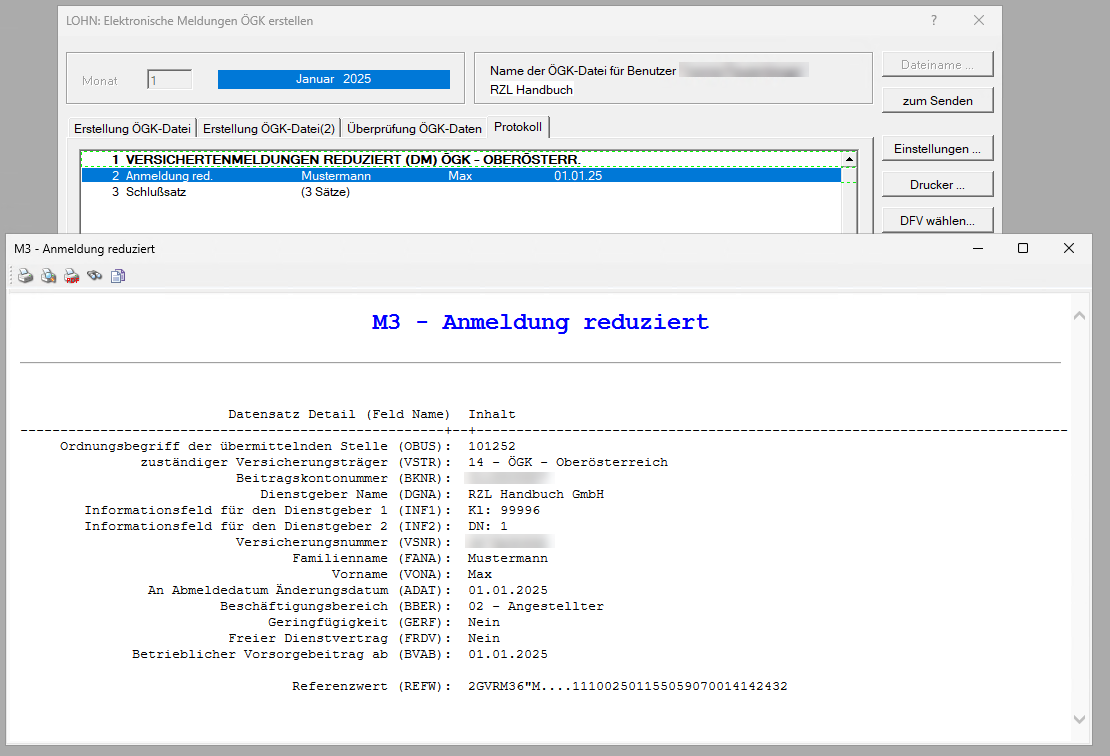 LOHN: Elektronische Meldungen ÖGK erstellen
Monat 1 Januar 2025
Name der ÖGK-Datei für Benutzer
RZL Handbuch
Dateiname ...
zum Senden
Erstellung ÖGK-Datei Erstellung ÖGK-Datei(2) Überprüfung ÖGK-Daten Protokoll
Einstellungen ...
Drucker ...
DFV wählen...
1 VERSICHERTENMELDUNGEN REDUZIERT (DM) ÖGK - OBERÖSTERR.
2 Anmeldung red. Mustermann Max 01.01.25
3 Schlußsatz (3 Sätze)
M3 - Anmeldung reduziert
M3 - Anmeldung reduziert
Datensatz Detail (Feld Name) Inhalt
Ordnungsbegriff der übermittelnden Stelle (OBUS): 101252
zuständiger Versicherungsträger (VSTR): 14 - ÖGK - Oberösterreich
Beitragskontonummer (BKNR):
Dienstgeber Name (DGNA): RZL Handbuch GmbH
Informationsfeld für den Dienstgeber 1 (INF1): Kl: 99996
Informationsfeld für den Dienstgeber 2 (INF2): DN: 1
Versicherungsnummer (VSNR):
Familienname (FANA): Mustermann
Vorname (VONA): Max
An Abmeldedatum Änderungsdatum (ADAT): 01.01.2025
Beschäftigungsbereich (BBER): 02 - Angestellter
Geringfügigkeit (GERF): Nein
Freier Dienstvertrag (FRDV): Nein
Betrieblicher Vorsorgebeitrag ab (BVAB): 01.01.2025
Referenzwert (REFW): 2GVRM36"M....111002501155059070014142432